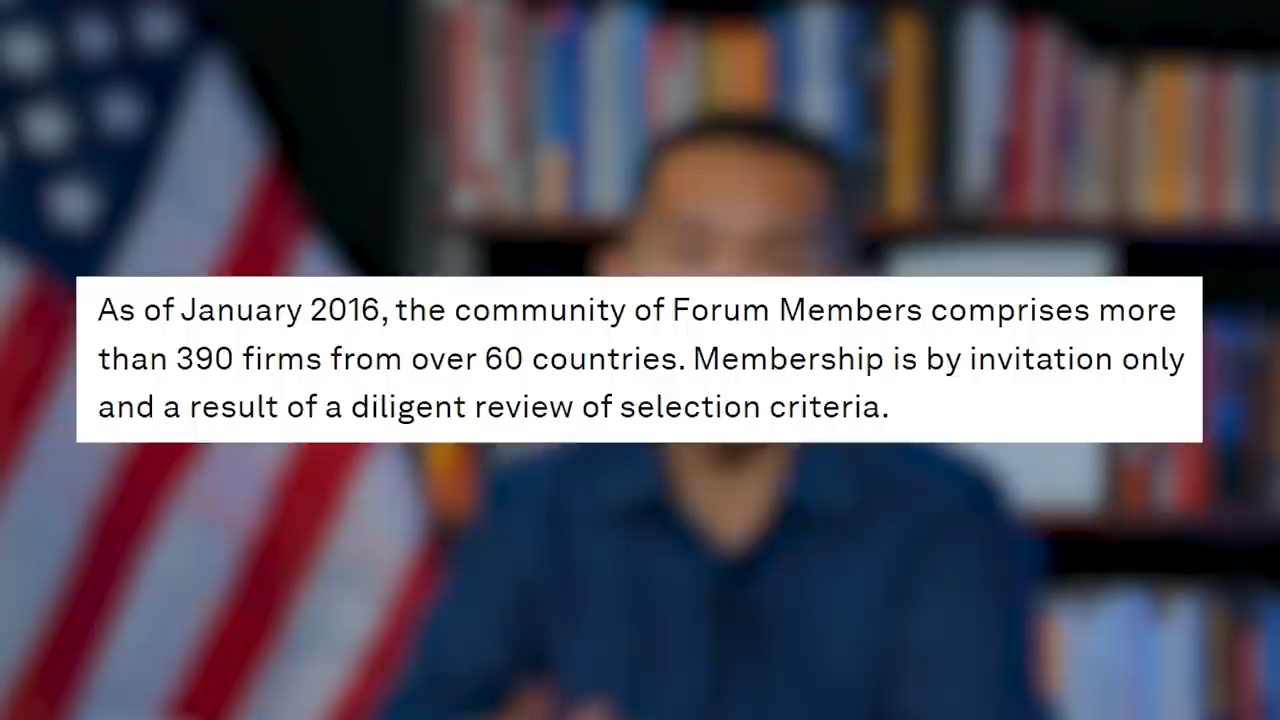 As of January 2016, the community of Forum Members comprises more
than 390 firms from over 60 countries. Membership is by invitation only
and a result of a diligent review of selection criteria.